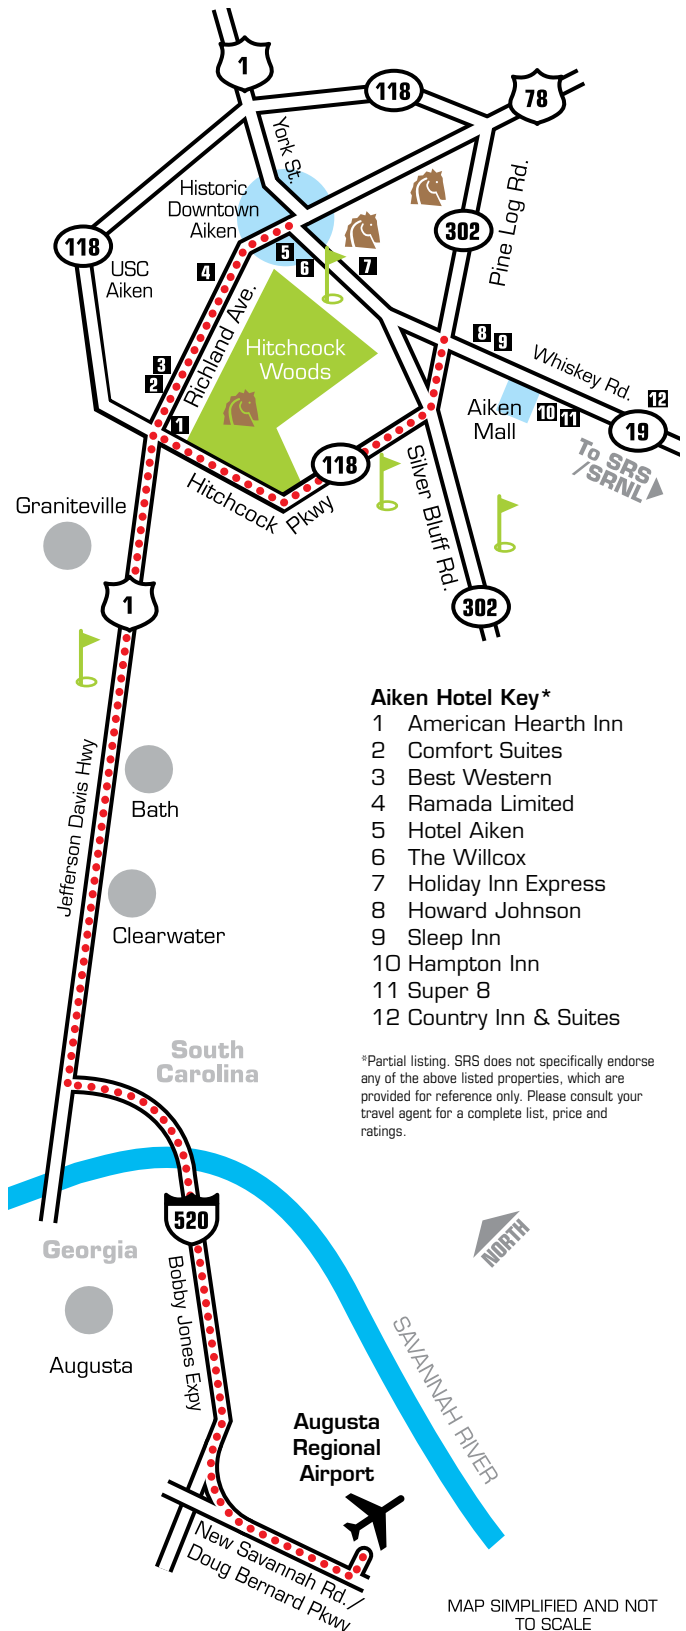 1
118
78
York St.
Historic
Downtown
Aiken
Pine Log Rd.
302
118
USC
Aiken
5
6
7
4
Richland Ave.
Hitchcock
Woods
8
9
Whiskey Rd.
3
2
1
12
Aiken
Mall
10
11
19
To SRS
/SRNL
118
Hitchcock Pkwy
Silver Bluff Rd.
Graniteville
1
302
Aiken Hotel Key*
1 American Hearth Inn
2 Comfort Suites
3 Best Western
4 Ramada Limited
5 Hotel Aiken
6 The Willcox
7 Holiday Inn Express
8 Howard Johnson
9 Sleep Inn
10 Hampton Inn
11 Super 8
12 Country Inn & Suites
*Partial listing. SRS does not specifically endorse
any of the above listed properties, which are
provided for reference only. Please consult your
travel agent for a complete list, price and
ratings.
Jefferson Davis Hwy
Bath
Clearwater
South
Carolina
520
Georgia
NORTH
Augusta
Bobby Jones Expy
SAVANNAH RIVER
Augusta
Regional
Airport
New Savannah Rd./
Doug Bernard Pkwy
MAP SIMPLIFIED AND NOT
TO SCALE